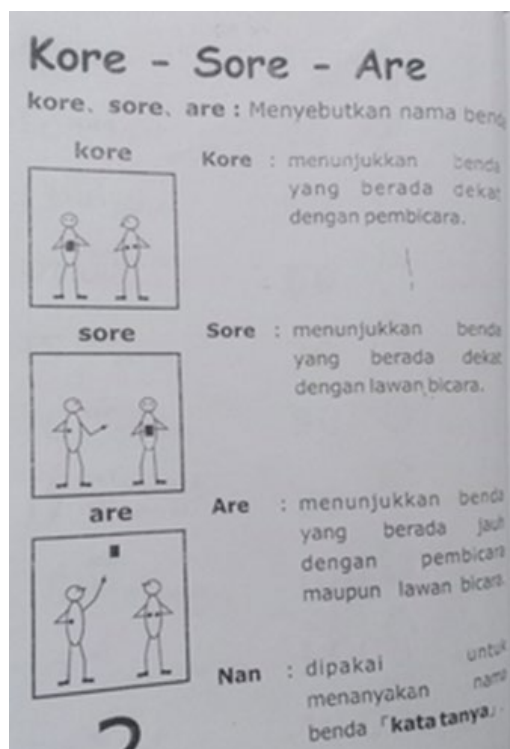 Kore - Sore - Are
kore、sore、are : Menyebutkan nama bend
kore
Kore : menunjukkan benda
yang berada dekat
dengan pembicara.
sore
Sore : menunjukkan benda
yang berada dekat
dengan lawan bicara.
are
Are : menunjukkan benda
yang berada jauh
dengan pembicara
maupun lawan bicara.
Nan : dipakai untuk
menanyakan nama
benda「kata tanya」.
?